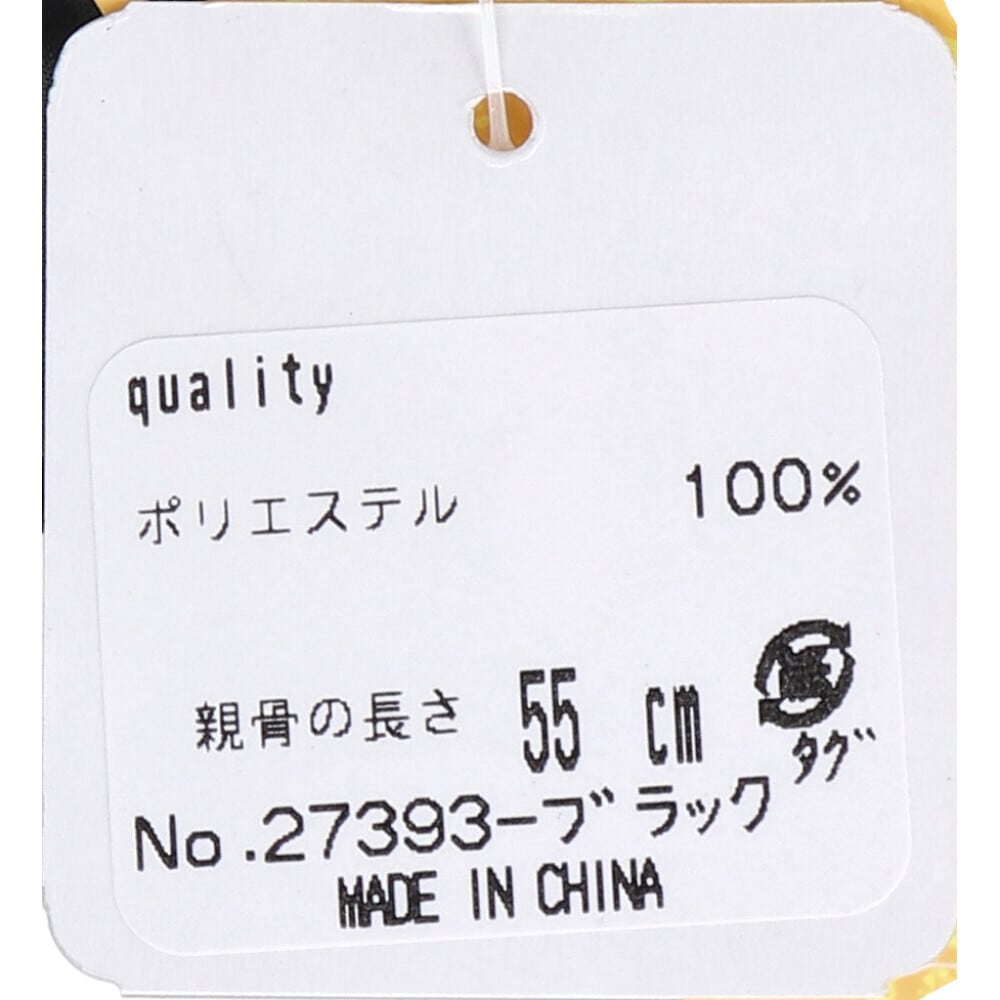 quality
ポリエステル 100%
親骨の長さ 55 cm
タグ
No.27393-ブラック
MADE IN CHINA